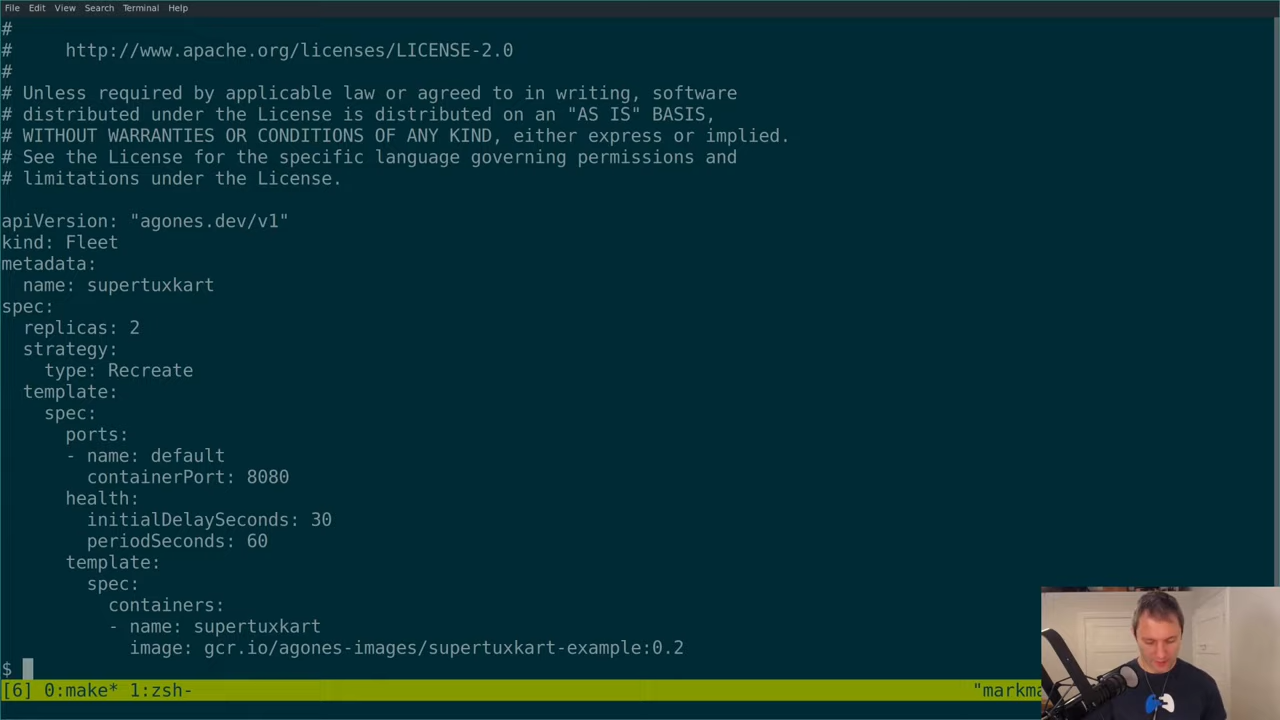 File Edit View Search Terminal Help
#
#     http://www.apache.org/licenses/LICENSE-2.0
#
# Unless required by applicable law or agreed to in writing, software
# distributed under the License is distributed on an "AS IS" BASIS,
# WITHOUT WARRANTIES OR CONDITIONS OF ANY KIND, either express or implied.
# See the License for the specific language governing permissions and
# limitations under the License.
apiVersion: "agones.dev/v1"
kind: Fleet
metadata:
  name: supertuxkart
spec:
  replicas: 2
  strategy:
    type: Recreate
  template:
    spec:
      ports:
      - name: default
        containerPort: 8080
      health:
        initialDelaySeconds: 30
        periodSeconds: 60
      template:
        spec:
          containers:
          - name: supertuxkart
            image: gcr.io/agones-images/supertuxkart-example:0.2
$
[6] 0:make* 1:zsh- "markm